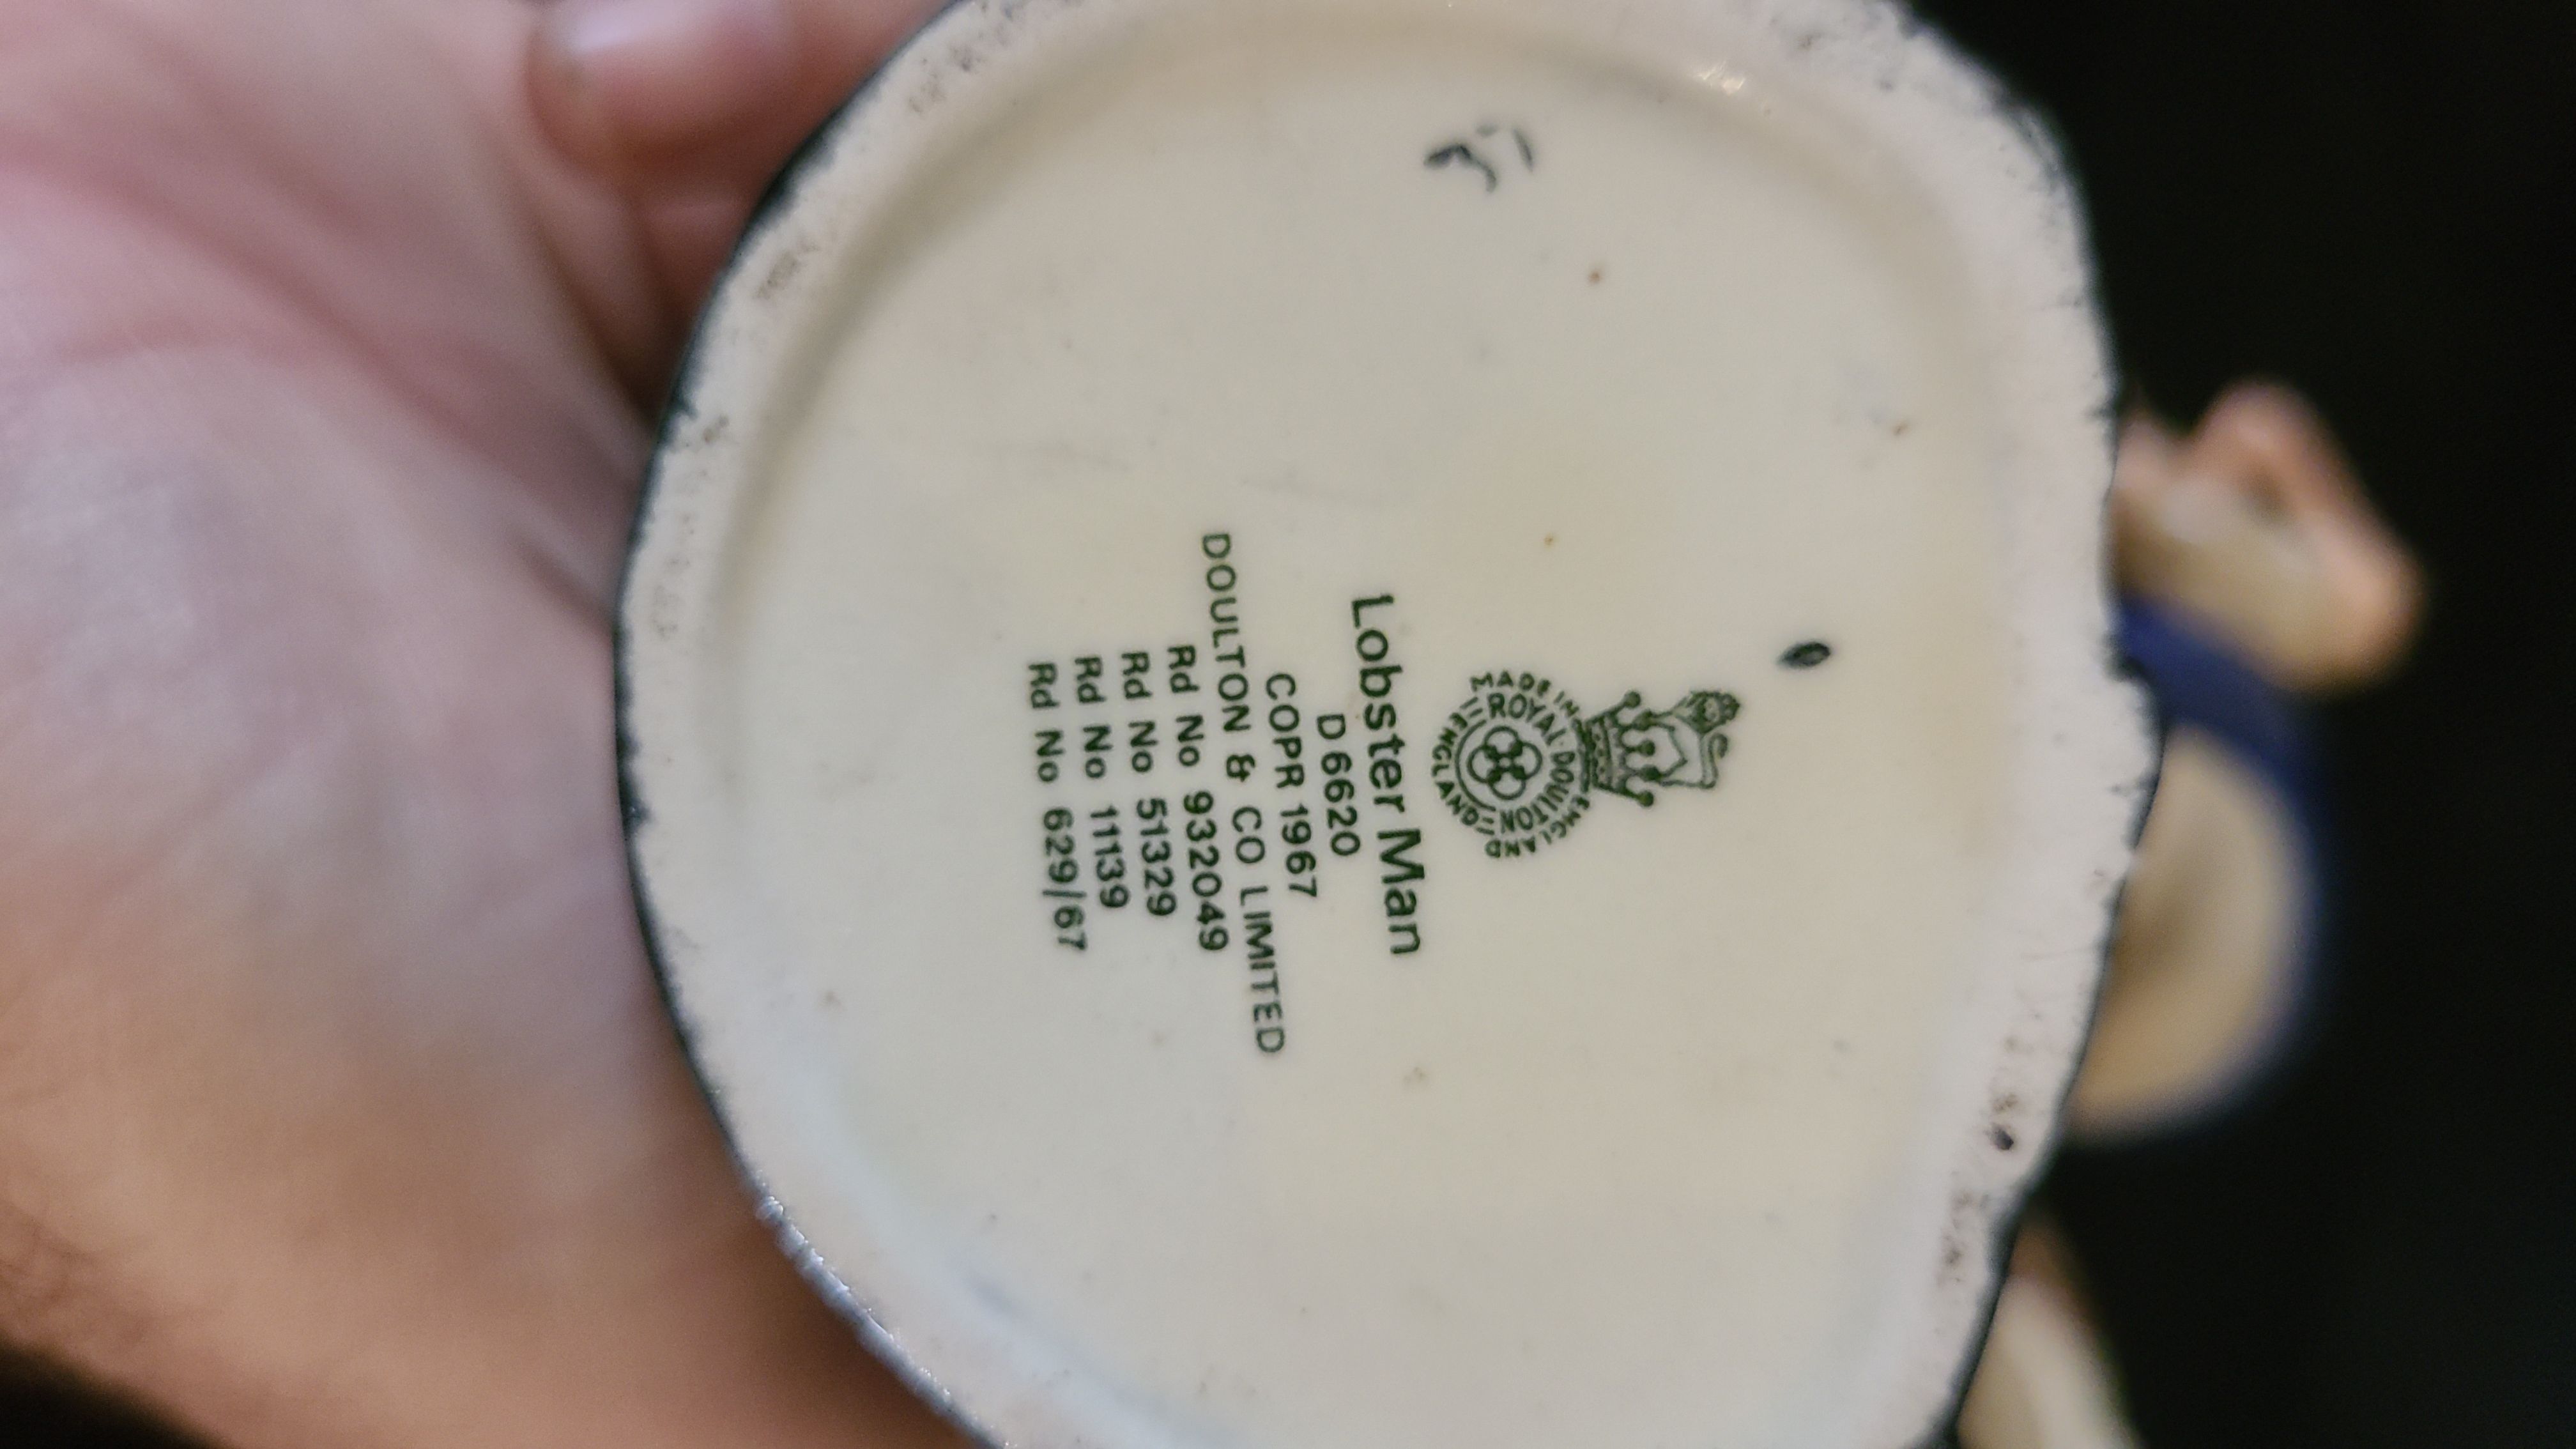 MADE IN ENGLAND
ROYAL DOULTON
ENGLAND
Lobster Man
D 6620
COPR 1967
DOULTON & CO LIMITED
Rd No 932049
Rd No 51329
Rd No 11139
Rd No 629/67